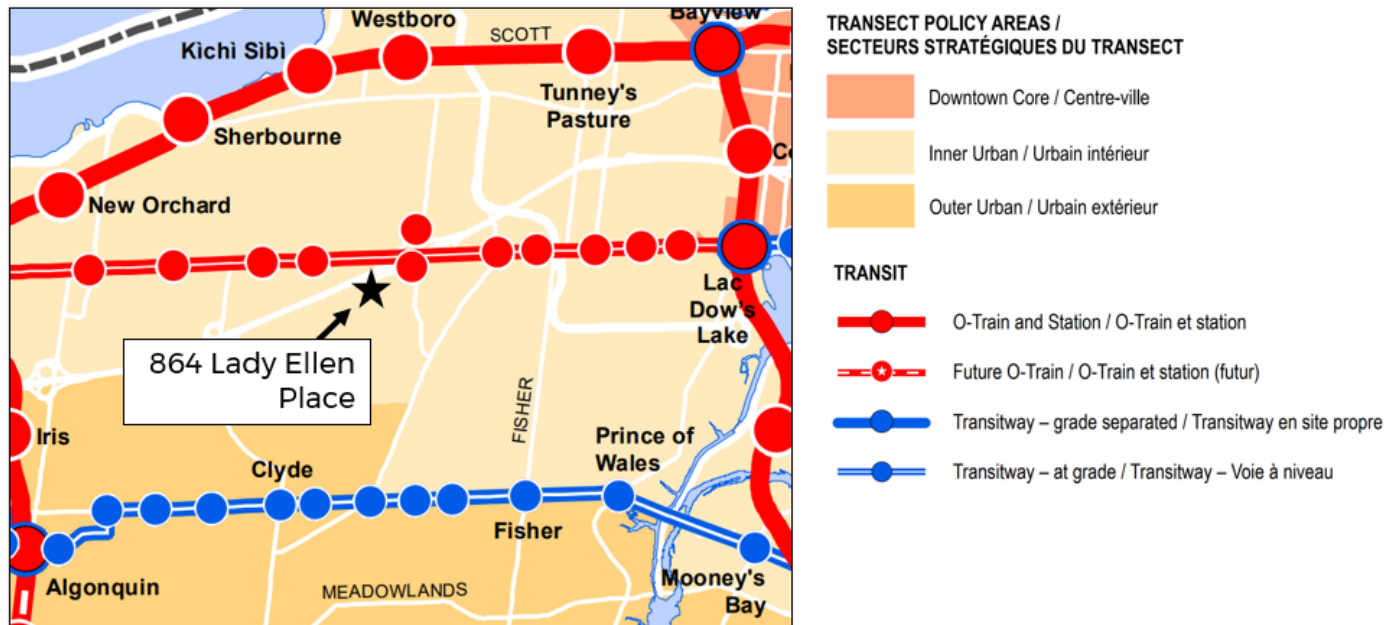 Westboro
Bayview
SCOTT
Kìchì Sìbì
Tunney's
Pasture
Sherbourne
New Orchard
Lac
Dow's
Lake
864 Lady Ellen
Place
FISHER
Iris
Clyde
Prince of
Wales
Fisher
Algonquin
MEADOWLANDS
Mooney's
Bay
TRANSECT POLICY AREAS /
SECTEURS STRATÉGIQUES DU TRANSECT
Downtown Core / Centre-ville
Inner Urban / Urbain intérieur
Outer Urban / Urbain extérieur
TRANSIT
O-Train and Station / O-Train et station
Future O-Train / O-Train et station (futur)
Transitway – grade separated / Transitway en site propre
Transitway – at grade / Transitway – Voie à niveau